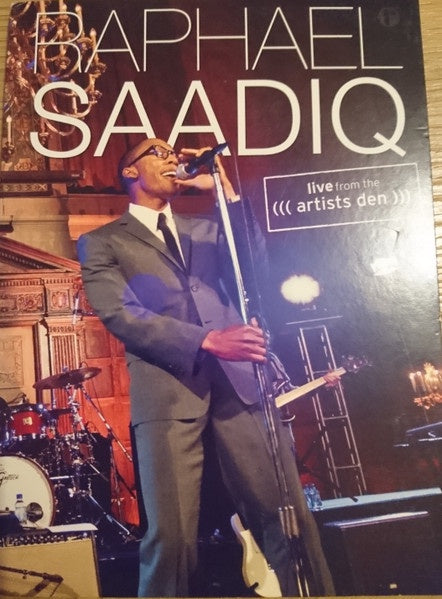 RAPHAEL
SAADIQ
live from the
((( artists den )))